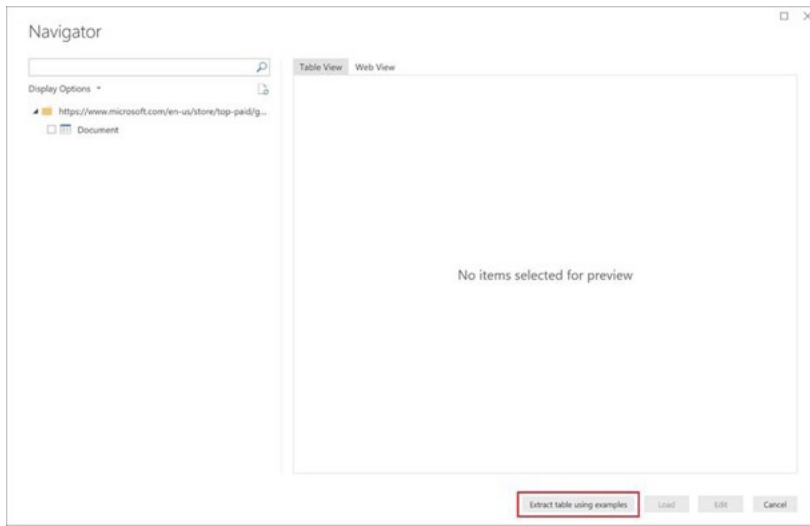 Navigator
Display Options
https://www.microsoft.com/en-us/store/top-paid/g...
Document
Table View Web View
No items selected for preview
Extract table using examples Load Edit Cancel